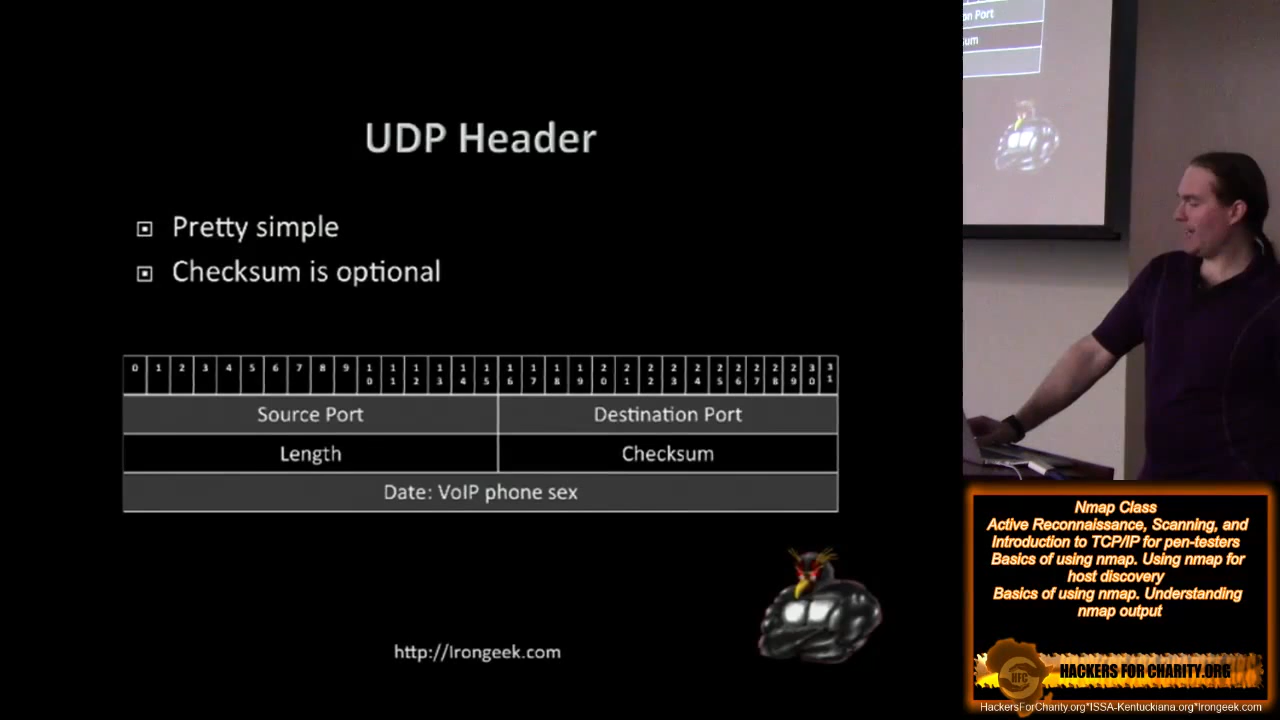 UDP Header
Pretty simple
Checksum is optional
0 1 2 3 4 5 6 7 8 9 10 11 12 13 14 15 16 17 18 19 20 21 22 23 24 25 26 27 28 29 30 31
Source Port Destination Port
Length Checksum
Date: VoIP phone sex
http://Irongeek.com
on Port
um
Nmap Class
Active Reconnaissance, Scanning, and
Introduction to TCP/IP for pen-testers
Basics of using nmap. Using nmap for
host discovery
Basics of using nmap. Understanding
nmap output
HFC
HACKERS FOR CHARITY.ORG
HackersForCharity.org*ISSA-Kentuckiana.org*Irongeek.com